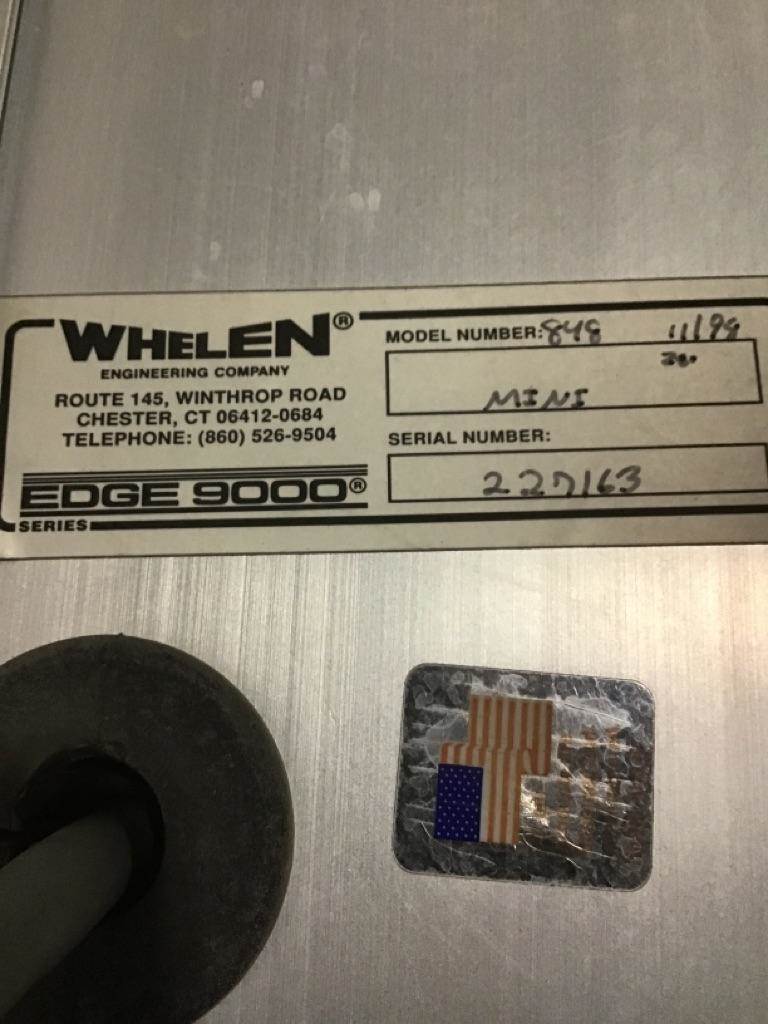 WHELEN®
ENGINEERING COMPANY
ROUTE 145, WINTHROP ROAD
CHESTER, CT 06412-0684
TELEPHONE: (860) 526-9504
EDGE 9000®
SERIES
MODEL NUMBER: 848 11/99
MINI
SERIAL NUMBER:
227163